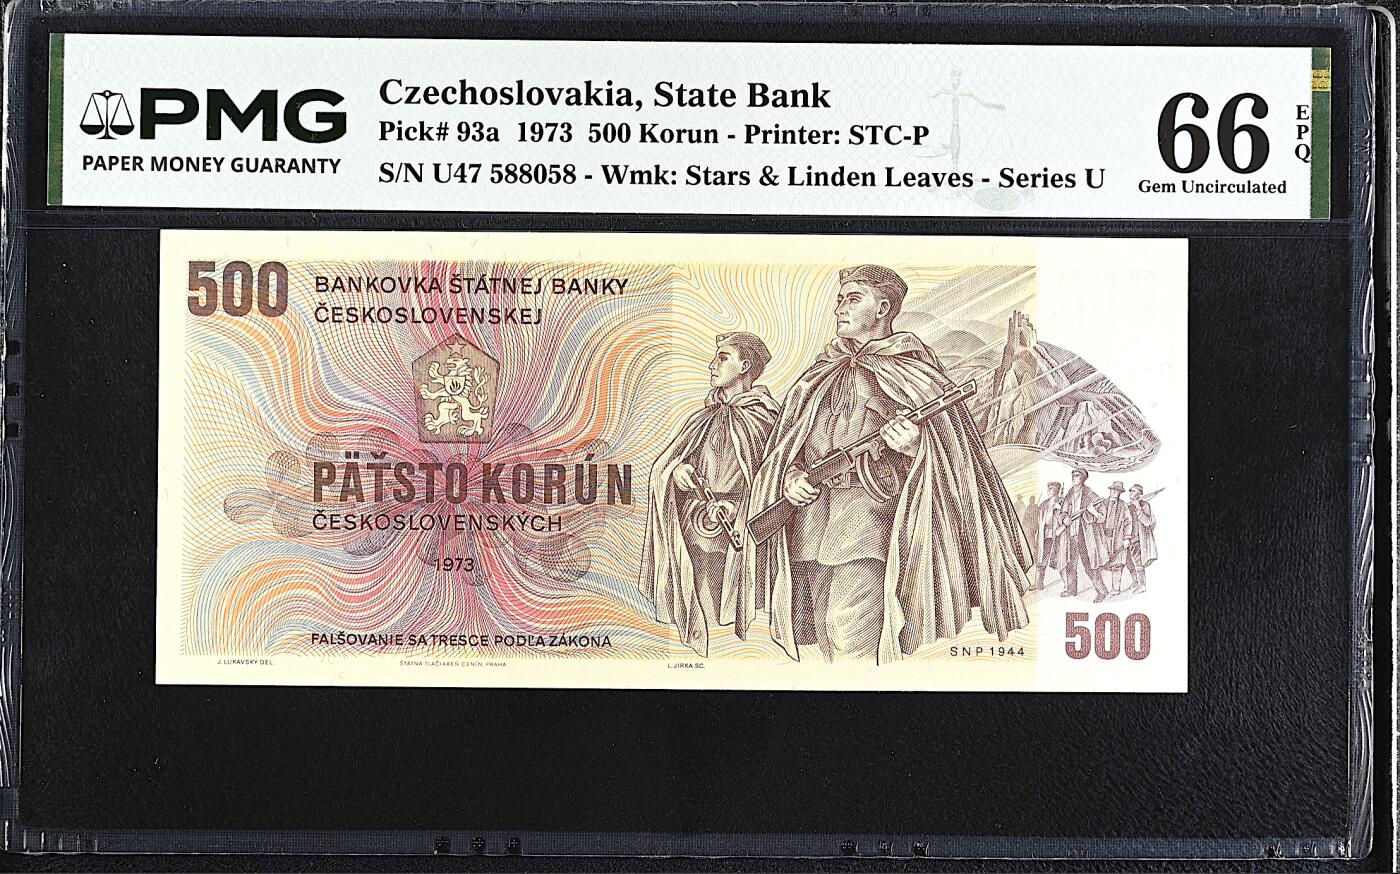 PMG
PAPER MONEY GUARANTY
Czechoslovakia, State Bank
Pick# 93a 1973 500 Korun - Printer: STC-P
S/N U47 588058 - Wmk: Stars & Linden Leaves - Series U
66
EPQ
Gem Uncirculated
500
BANKOVKA ŠTÁTNEJ BANKY
ČESKOSLOVENSKEJ
PÄŤSTO KORÚN
ČESKOSLOVENSKÝCH
1973
FALŠOVANIE SA TRESCE PODĽA ZÁKONA
J. LUKAVSKÝ DEL.
ŠTÁTNA TLAČIAREŇ CENÍN, PRAHA
L. JIRKA SC.
SNP 1944
500